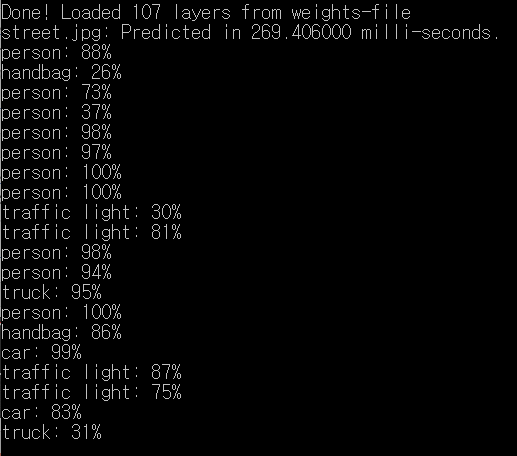 Done! Loaded 107 layers from weights-file
street.jpg: Predicted in 269.406000 milli-seconds.
person: 88%
handbag: 26%
person: 73%
person: 37%
person: 98%
person: 97%
person: 100%
person: 100%
traffic light: 30%
traffic light: 81%
person: 98%
person: 94%
truck: 95%
person: 100%
handbag: 86%
car: 99%
traffic light: 87%
traffic light: 75%
car: 83%
truck: 31%